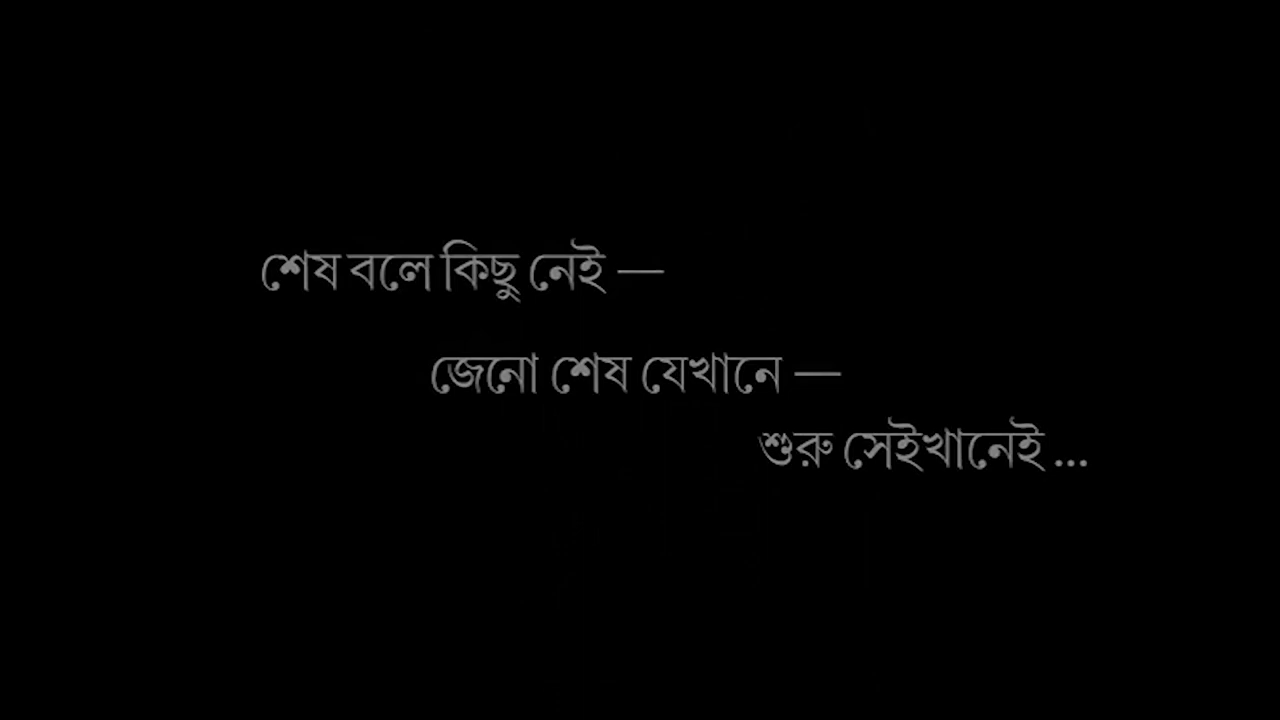 শেষ বলে কিছু নেই —
জেনো শেষ যেখানে —
শুরু সেইখানেই ...